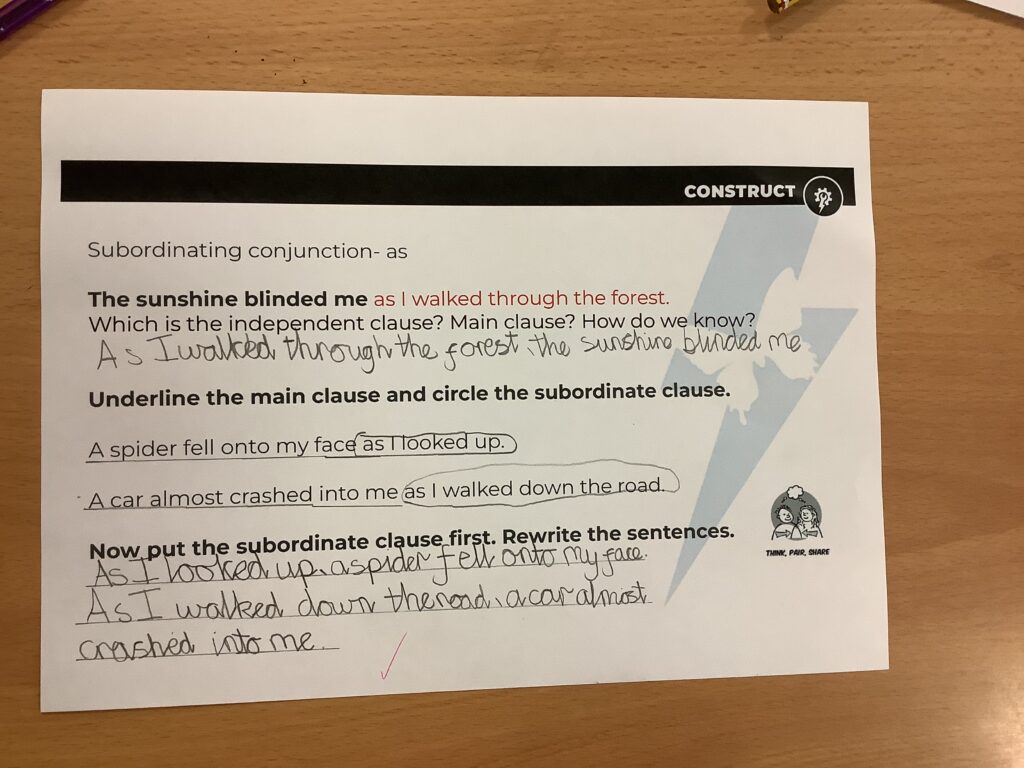 CONSTRUCT
Subordinating conjunction- as
The sunshine blinded me as I walked through the forest.
Which is the independent clause? Main clause? How do we know?
As I walked through the forest, the sunshine blinded me
Underline the main clause and circle the subordinate clause.
A spider fell onto my face as I looked up.
A car almost crashed into me as I walked down the road.
Now put the subordinate clause first. Rewrite the sentences.
As I looked up, a spider fell onto my face.
As I walked down the road, a car almost
crashed into me.
THINK, PAIR, SHARE